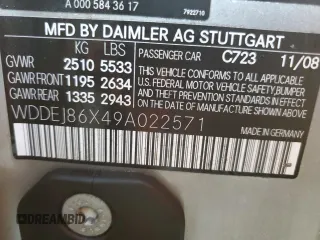 A 000 584 36 17
7922710
MFD BY DAIMLER AG STUTTGART
KG LBS
PASSENGER CAR C723 11/08
GVWR 2510 5533
GAWR FRONT 1195 2634
GAWR REAR 1335 2943
THIS VEHICLE CONFORMS TO ALL APPLICABLE
U.S. FEDERAL MOTOR VEHICLE SAFETY, BUMPER,
AND THEFT PREVENTION STANDARDS IN EFFECT
ON THE DATE OF MANUFACTURE SHOWN ABOVE.
WDDEJ86X49A022571
MADE IN GERMANY
DREAMBID